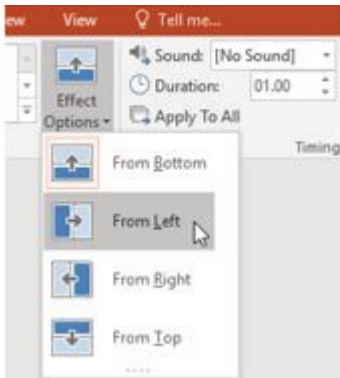 ew View Tell me...
Effect
Options
Sound: [No Sound]
Duration: 01.00
Apply To All
Timing
From Bottom
From Left
From Right
From Top